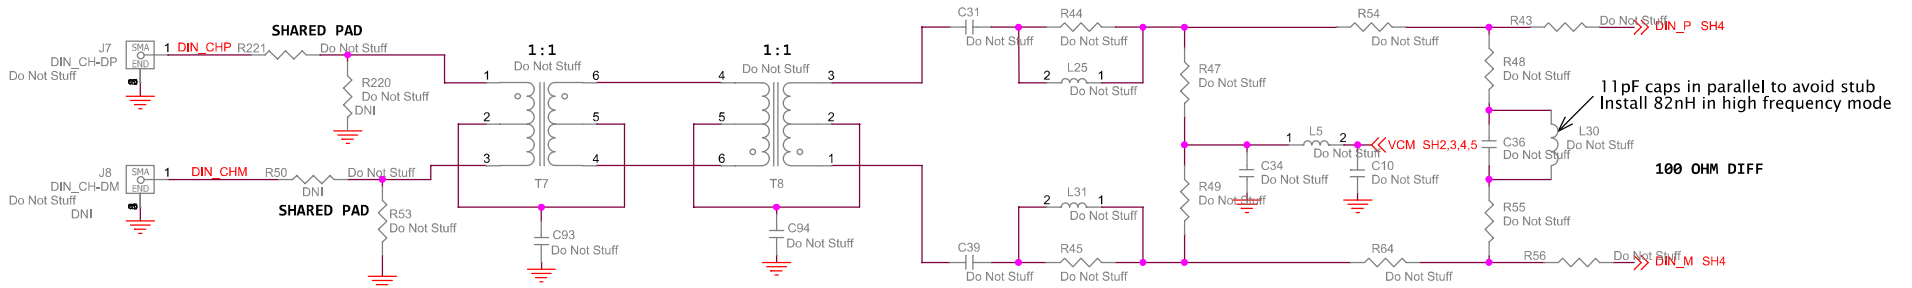 J7
DIN_CH-DP
Do Not Stuff
SMA
END
1
DIN_CHP
R221
SHARED PAD
Do Not Stuff
R220
Do Not Stuff
DNI
J8
DIN_CH-DM
Do Not Stuff
DNI
SMA
END
1
DIN_CHM
R50
DNI
Do Not Stuff
SHARED PAD
R53
Do Not Stuff
1:1
Do Not Stuff
1
2
3
6
5
4
T7
C93
Do Not Stuff
1:1
Do Not Stuff
4
5
6
3
2
1
T8
C94
Do Not Stuff
C31
Do Not Stuff
R44
Do Not Stuff
2
L25
1
Do Not Stuff
R47
Do Not Stuff
R54
Do Not Stuff
R43
Do Not Stuff
DIN_P SH4
R48
Do Not Stuff
11pF caps in parallel to avoid stub
Install 82nH in high frequency mode
1
L5
2
Do Not Stuff
VCM SH2,3,4,5
C34
Do Not Stuff
C10
Do Not Stuff
C36
Do Not Stuff
L30
Do Not Stuff
100 OHM DIFF
R49
Do Not Stuff
2
L31
1
Do Not Stuff
C39
Do Not Stuff
R45
Do Not Stuff
R64
Do Not Stuff
R55
Do Not Stuff
R56
Do Not Stuff
DIN_M SH4